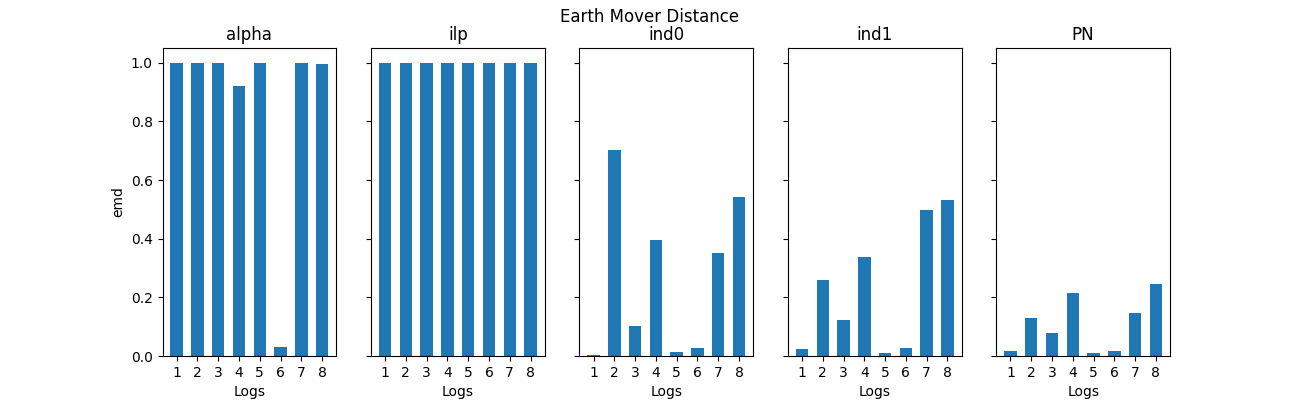 Earth Mover Distance
alpha ilp ind0 ind1 PN
1.0
0.8
0.6
0.4
0.2
0.0
emd
1 2 3 4 5 6 7 8 1 2 3 4 5 6 7 8 1 2 3 4 5 6 7 8 1 2 3 4 5 6 7 8 1 2 3 4 5 6 7 8
Logs Logs Logs Logs Logs